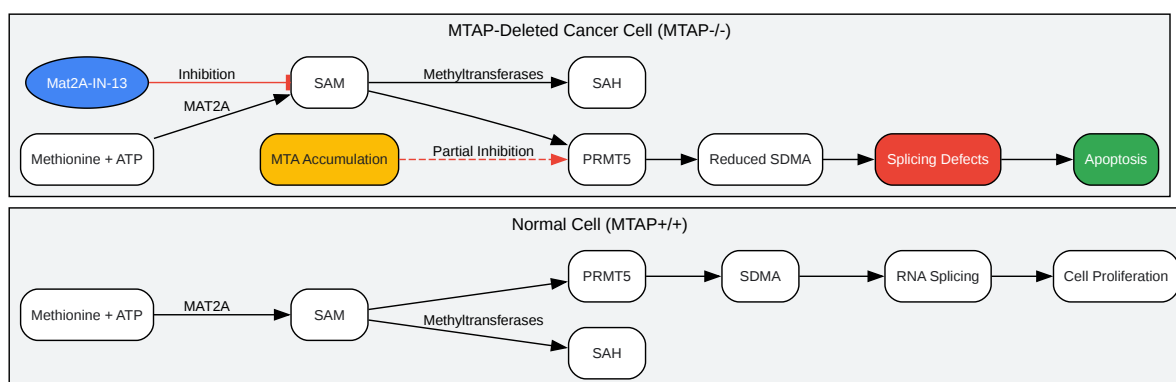 MTAP-Deleted Cancer Cell (MTAP-/-)
Mat2A-IN-13
Inhibition
SAM
Methyltransferases
SAH
MAT2A
Methionine + ATP
MTA Accumulation
Partial Inhibition
PRMT5
Reduced SDMA
Splicing Defects
Apoptosis
Normal Cell (MTAP+/+)
PRMT5
SDMA
RNA Splicing
Cell Proliferation
Methionine + ATP
MAT2A
SAM
Methyltransferases
SAH